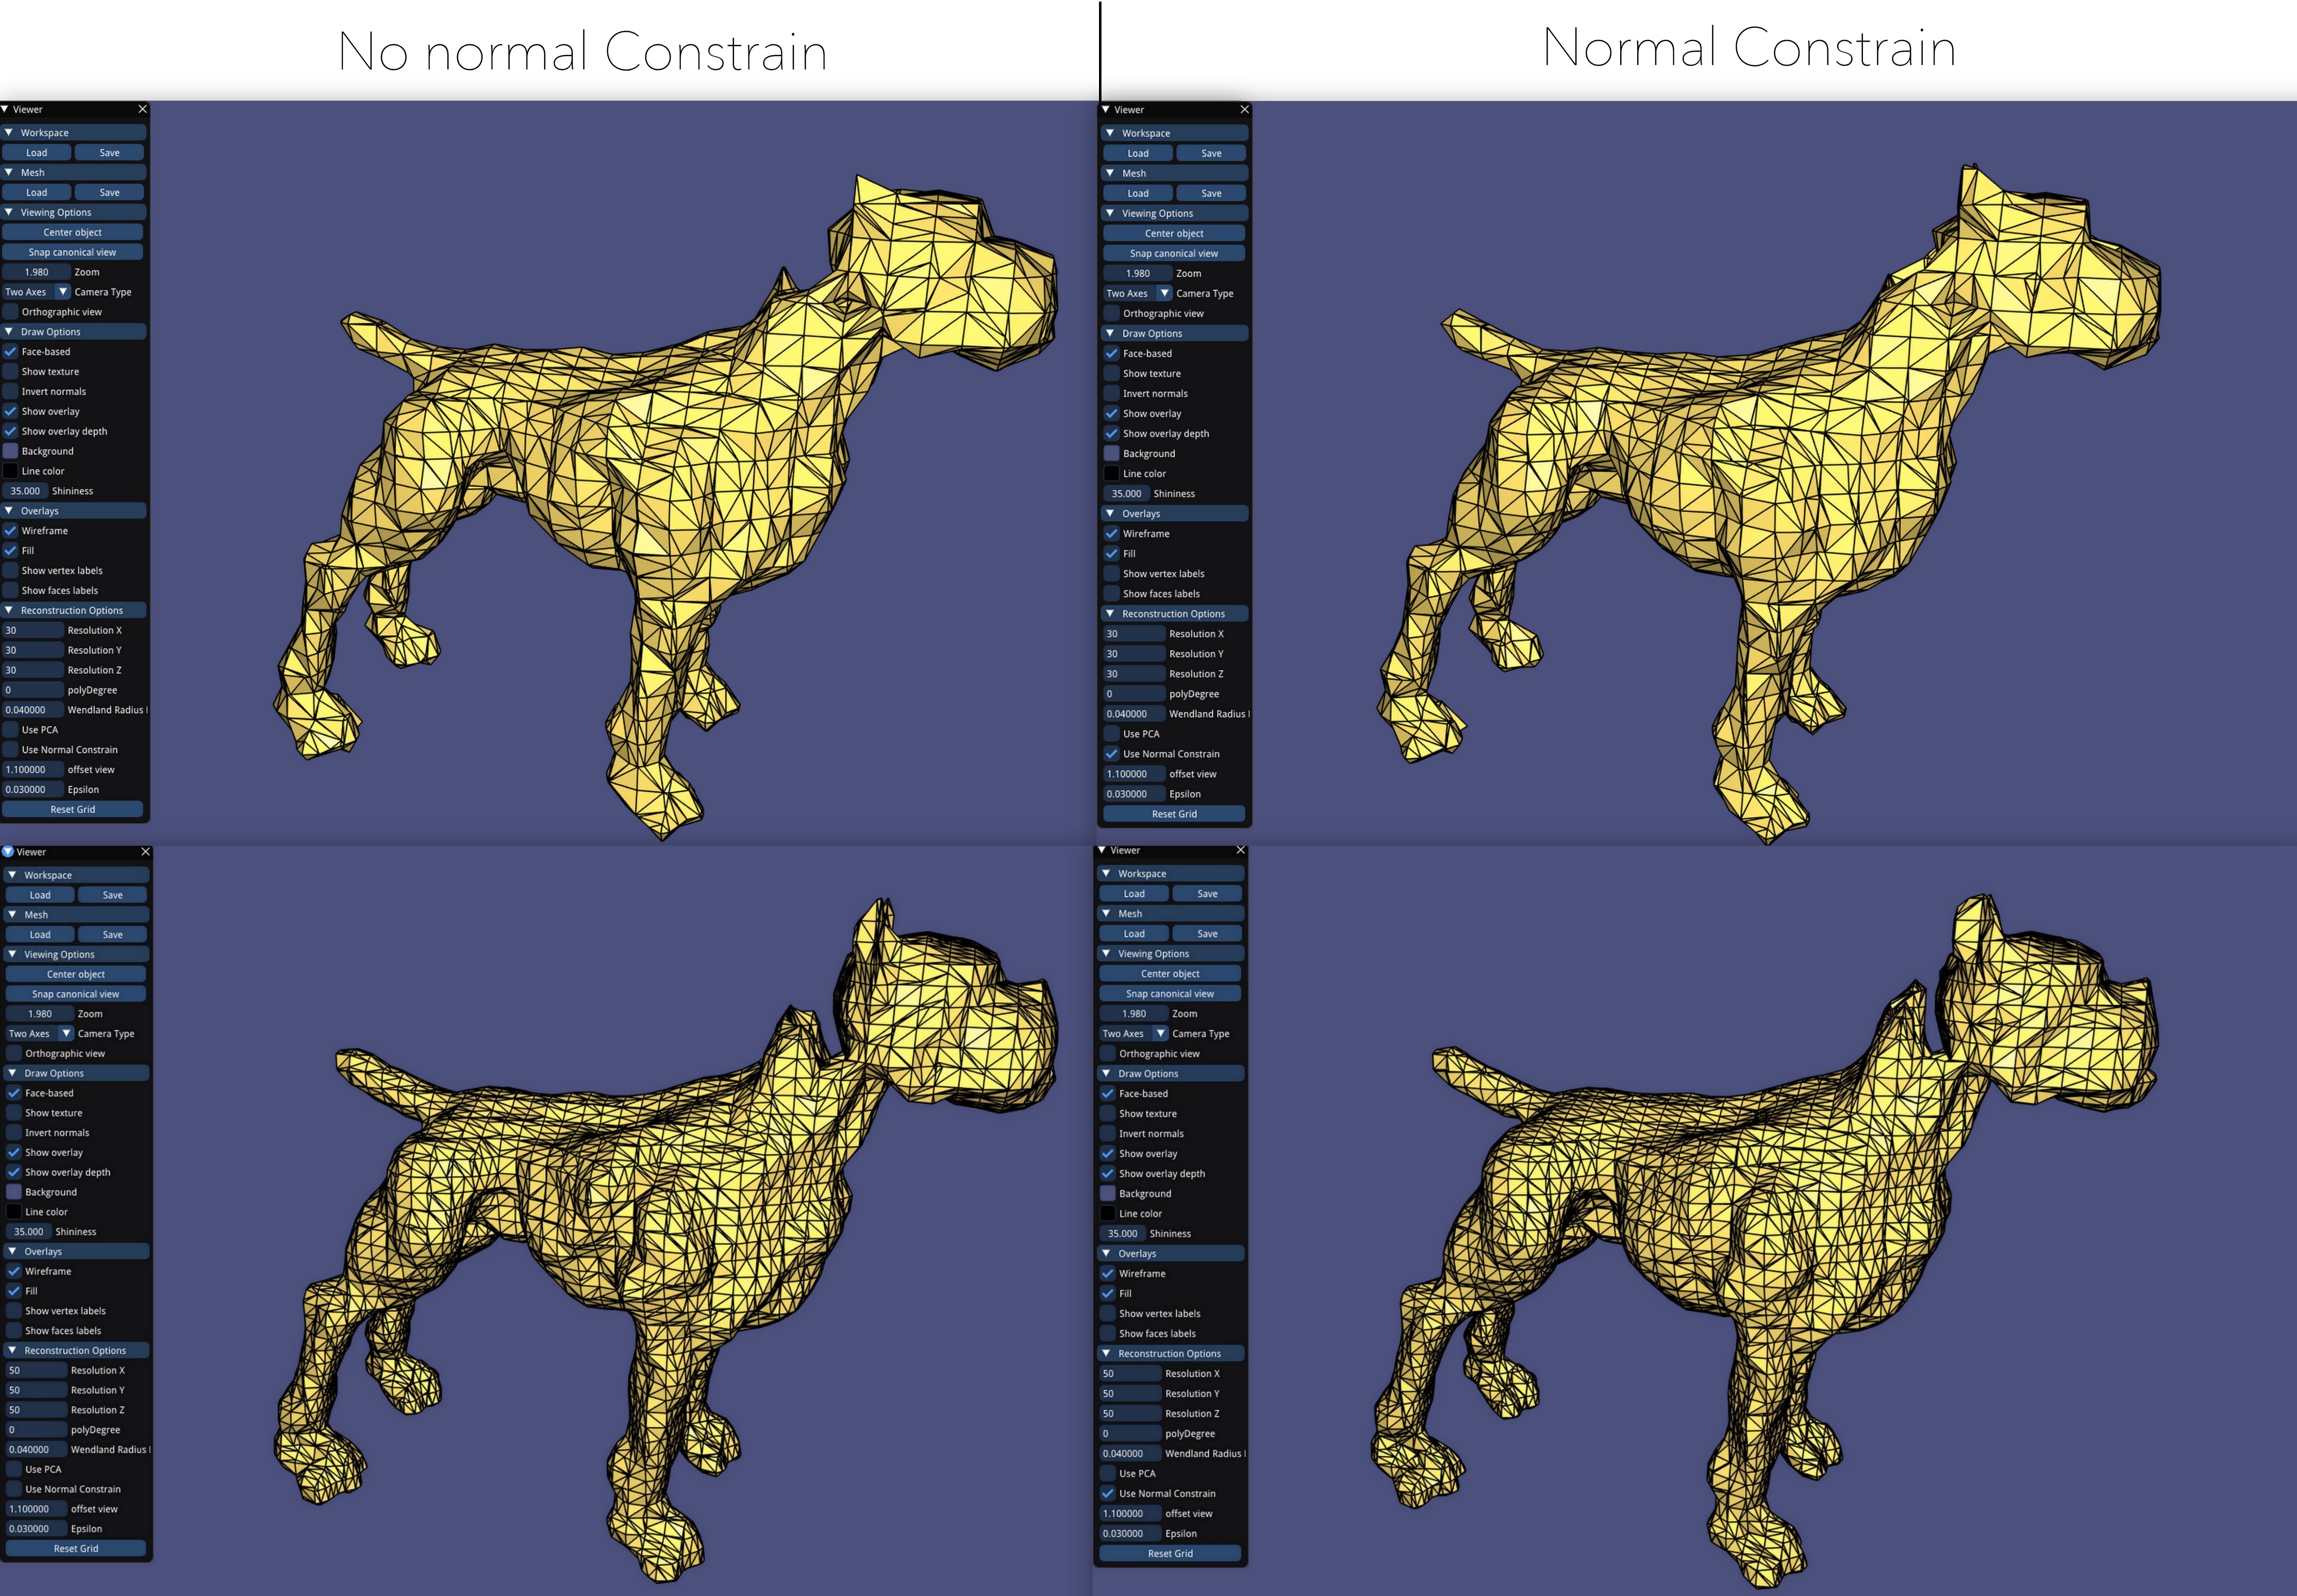 No normal Constrain
Normal Constrain
Viewer
Workspace
Load Save
Mesh
Load Save
Viewing Options
Center object
Snap canonical view
1.980 Zoom
Two Axes Camera Type
Orthographic view
Draw Options
Face-based
Show texture
Invert normals
Show overlay
Show overlay depth
Background
Line color
35.000 Shininess
Overlays
Wireframe
Fill
Show vertex labels
Show faces labels
Reconstruction Options
30 Resolution X
30 Resolution Y
30 Resolution Z
0 polyDegree
0.040000 Wendland Radius
Use PCA
Use Normal Constrain
1.100000 offset view
0.030000 Epsilon
Reset Grid
Viewer
Workspace
Load Save
Mesh
Load Save
Viewing Options
Center object
Snap canonical view
1.980 Zoom
Two Axes Camera Type
Orthographic view
Draw Options
Face-based
Show texture
Invert normals
Show overlay
Show overlay depth
Background
Line color
35.000 Shininess
Overlays
Wireframe
Fill
Show vertex labels
Show faces labels
Reconstruction Options
30 Resolution X
30 Resolution Y
30 Resolution Z
0 polyDegree
0.040000 Wendland Radius
Use PCA
Use Normal Constrain
1.100000 offset view
0.030000 Epsilon
Reset Grid
Viewer
Workspace
Load Save
Mesh
Load Save
Viewing Options
Center object
Snap canonical view
1.980 Zoom
Two Axes Camera Type
Orthographic view
Draw Options
Face-based
Show texture
Invert normals
Show overlay
Show overlay depth
Background
Line color
35.000 Shininess
Overlays
Wireframe
Fill
Show vertex labels
Show faces labels
Reconstruction Options
50 Resolution X
50 Resolution Y
50 Resolution Z
0 polyDegree
0.040000 Wendland Radius
Use PCA
Use Normal Constrain
1.100000 offset view
0.030000 Epsilon
Reset Grid
Viewer
Workspace
Load Save
Mesh
Load Save
Viewing Options
Center object
Snap canonical view
1.980 Zoom
Two Axes Camera Type
Orthographic view
Draw Options
Face-based
Show texture
Invert normals
Show overlay
Show overlay depth
Background
Line color
35.000 Shininess
Overlays
Wireframe
Fill
Show vertex labels
Show faces labels
Reconstruction Options
50 Resolution X
50 Resolution Y
50 Resolution Z
0 polyDegree
0.040000 Wendland Radius
Use PCA
Use Normal Constrain
1.100000 offset view
0.030000 Epsilon
Reset Grid